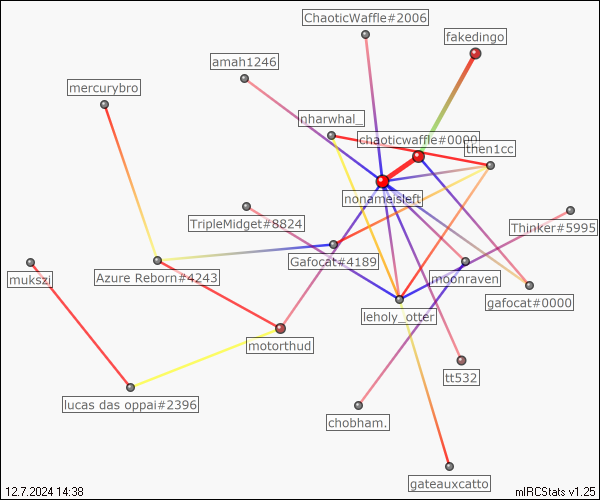 ChaoticWaffle#2006
fakedingo
amah1246
mercurybro
nharwhal_
chaoticwaffle#0000
then1cc
nonameisleft
TripleMidget#8824
Thinker#5995
Gafocat#4189
mukszi
Azure Reborn#4243
moonraven
gafocat#0000
leholy_otter
motorthud
tt532
lucas das oppai#2396
chobham.
gateauxcatto
12.7.2024 14:38
mIRCStats v1.25